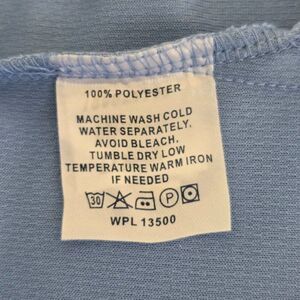 100% POLYESTER
MACHINE WASH COLD
WATER SEPARATELY.
AVOID BLEACH.
TUMBLE DRY LOW
TEMPERATURE WARM IRON
IF NEEDED
30 P
WPL 13500